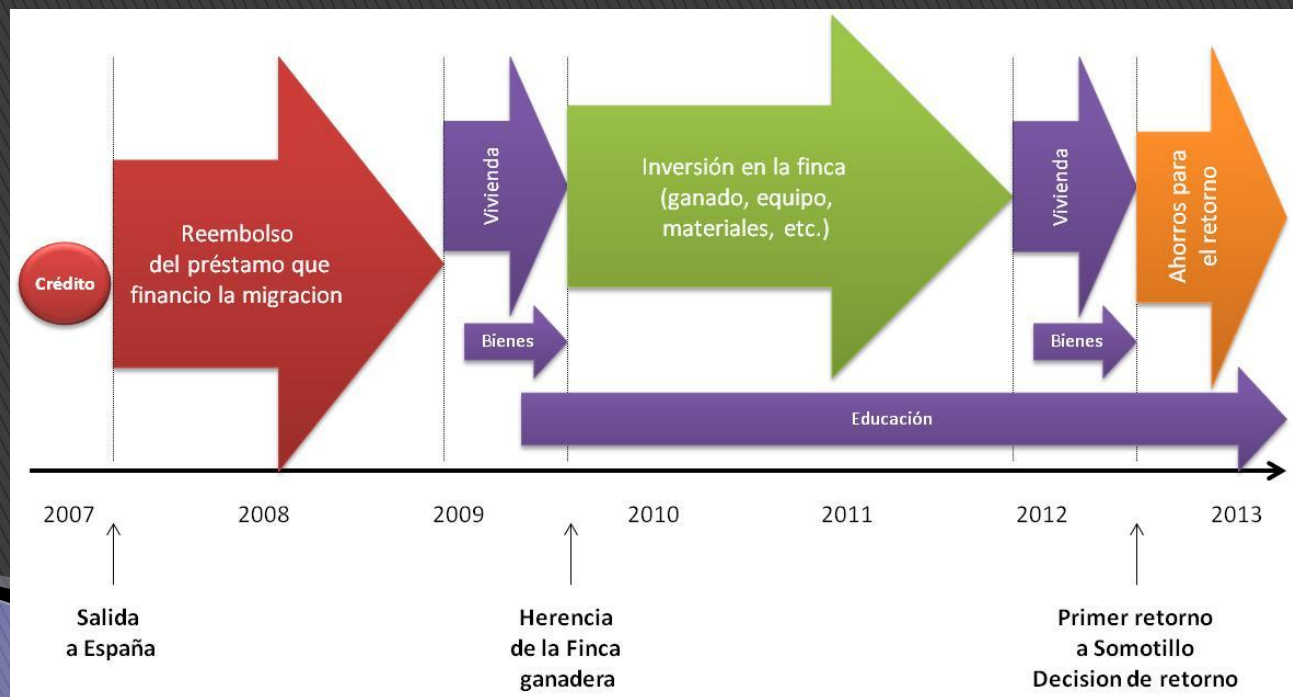 Crédito
Reembolso
del préstamo que
financio la migracion
Vivienda
Bienes
Inversión en la finca
(ganado, equipo,
materiales, etc.)
Vivienda
Bienes
Ahorros para
el retorno
Educación
2007
2008
2009
2010
2011
2012
2013
Salida
a España
Herencia
de la Finca
ganadera
Primer retorno
a Somotillo
Decision de retorno